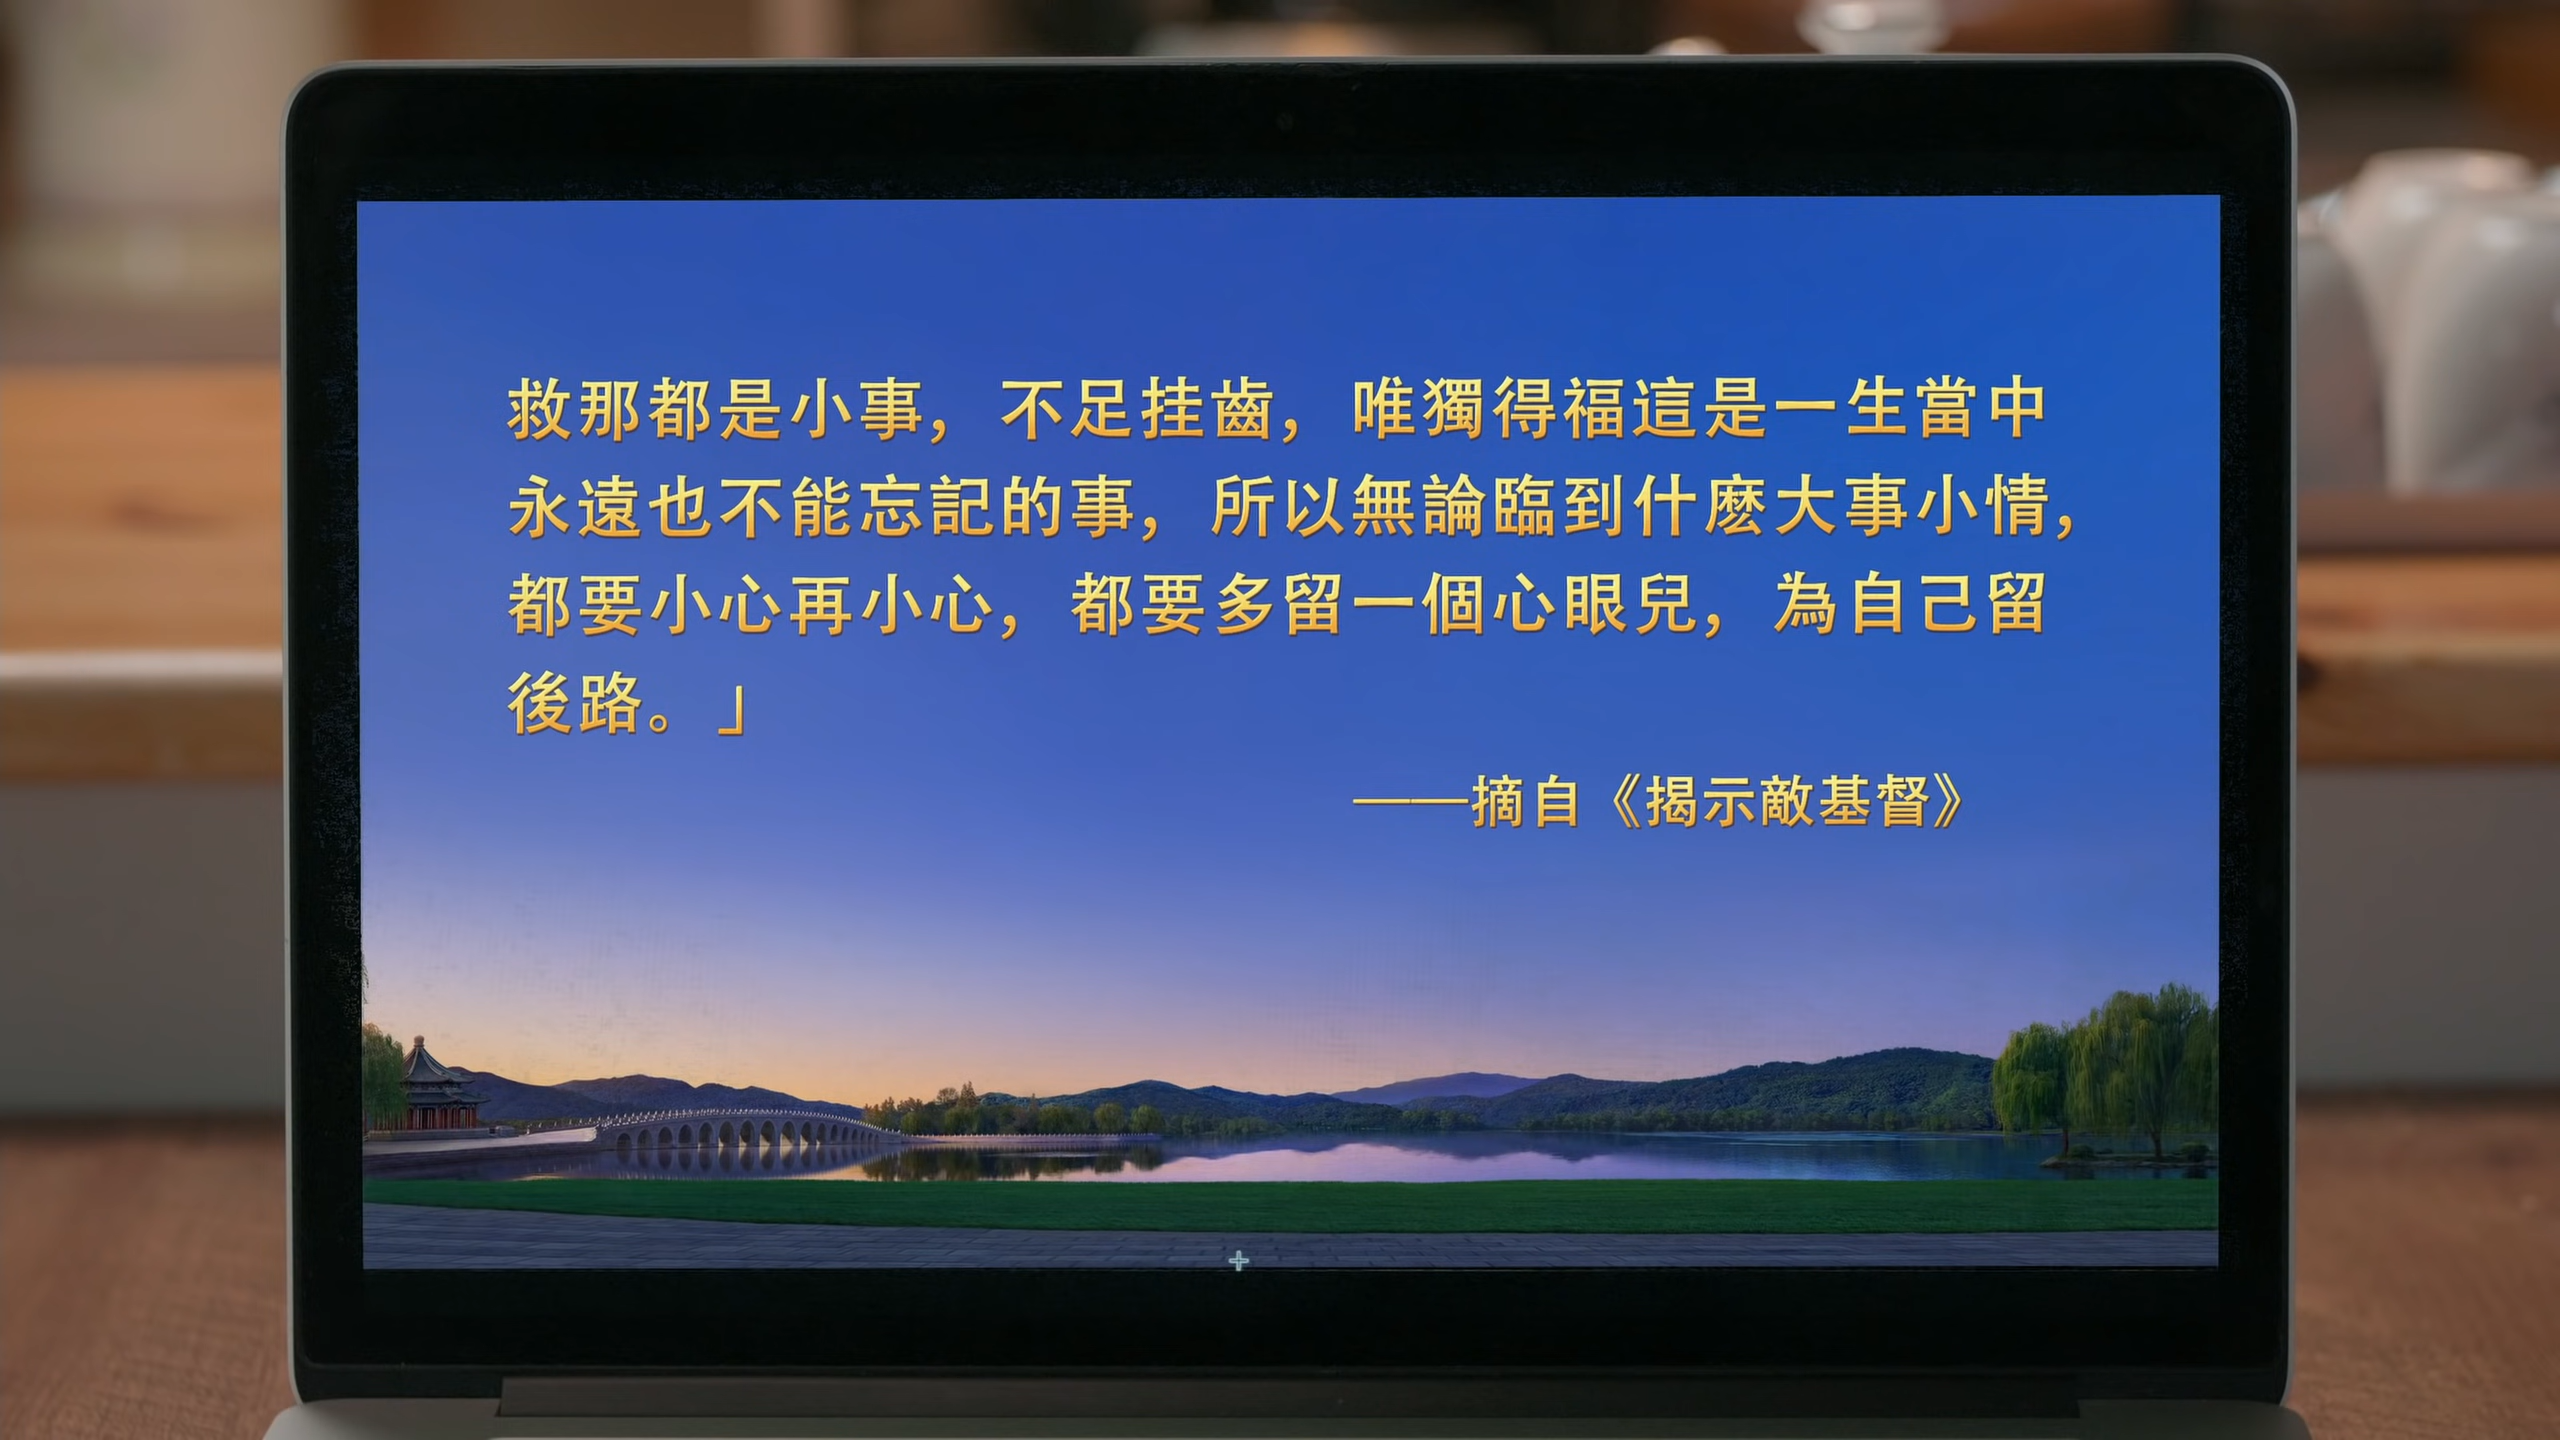 救那都是小事，不足挂齒，唯獨得福這是一生當中
永遠也不能忘記的事，所以無論臨到什麽大事小情，
都要小心再小心，都要多留一個心眼兒，為自己留
後路。」
——摘自《揭示敵基督》